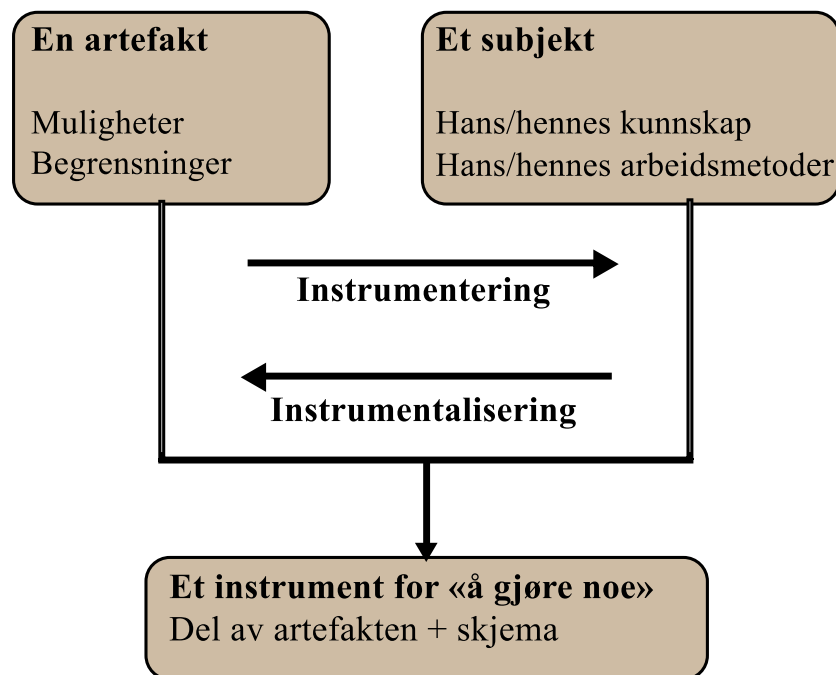 En artefakt
Muligheter
Begrensninger
Et subjekt
Hans/hennes kunnskap
Hans/hennes arbeidsmetoder
Instrumentering
Instrumentalisering
Et instrument for «å gjøre noe»
Del av artefakten + skjema